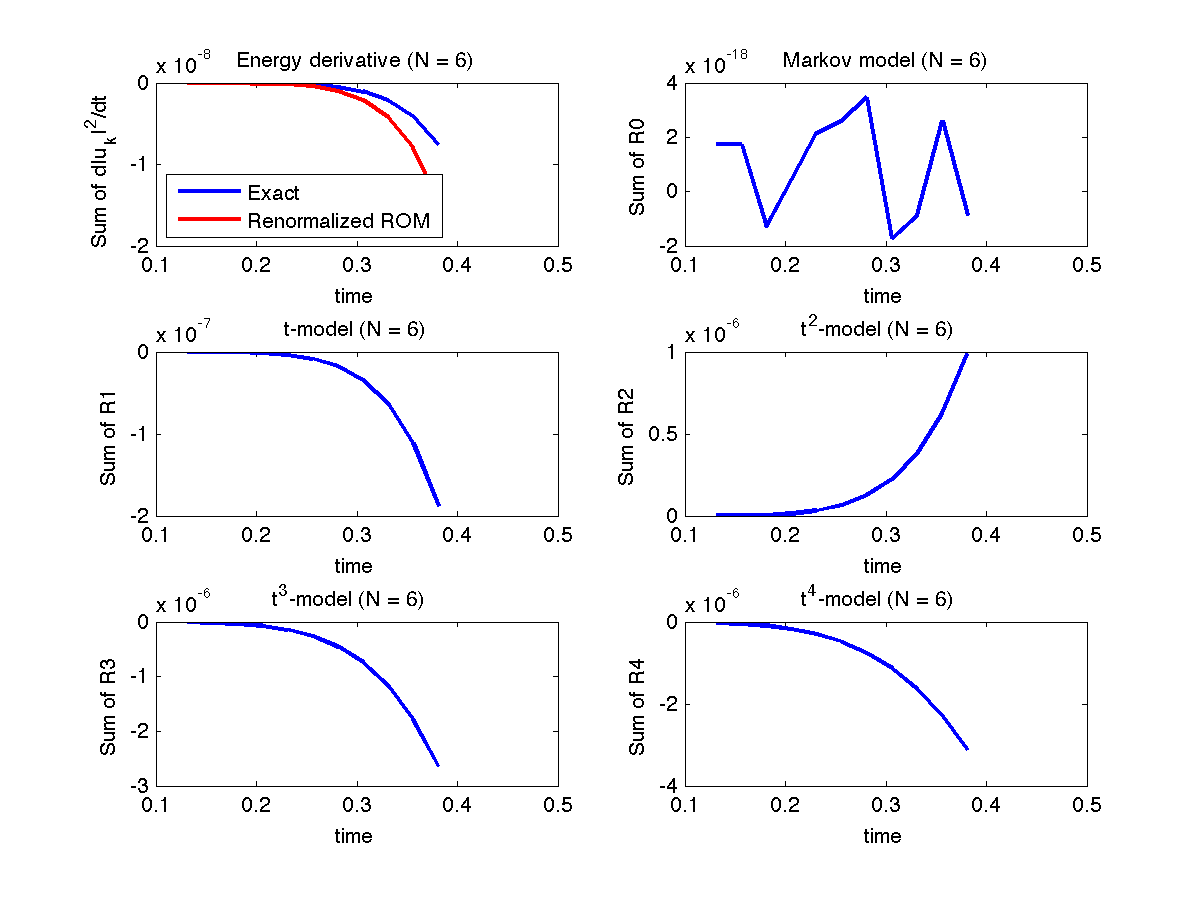 x 10^-8
Energy derivative (N = 6)
Sum of d|u_k|^2/dt
0
-1
-2
Exact
Renormalized ROM
0.1 0.2 0.3 0.4 0.5
time
x 10^-18
Markov model (N = 6)
Sum of R0
4
2
0
-2
0.1 0.2 0.3 0.4 0.5
time
x 10^-7
t-model (N = 6)
Sum of R1
0
-1
-2
0.1 0.2 0.3 0.4 0.5
time
x 10^-6
t^2-model (N = 6)
Sum of R2
1
0.5
0
0.1 0.2 0.3 0.4 0.5
time
x 10^-6
t^3-model (N = 6)
Sum of R3
0
-1
-2
-3
0.1 0.2 0.3 0.4 0.5
time
x 10^-6
t^4-model (N = 6)
Sum of R4
0
-2
-4
0.1 0.2 0.3 0.4 0.5
time